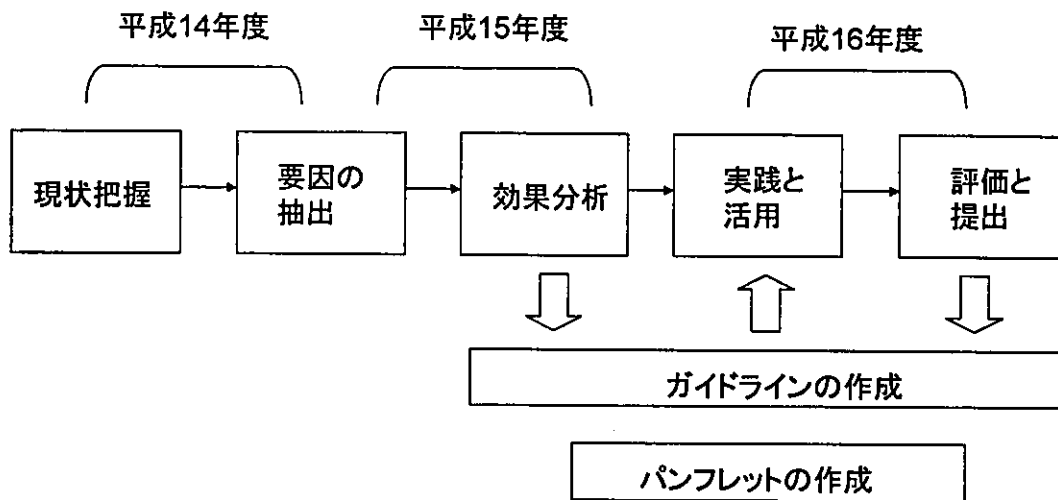 平成14年度
平成15年度
平成16年度
現状把握
要因の
抽出
効果分析
実践と
活用
評価と
提出
ガイドラインの作成
パンフレットの作成